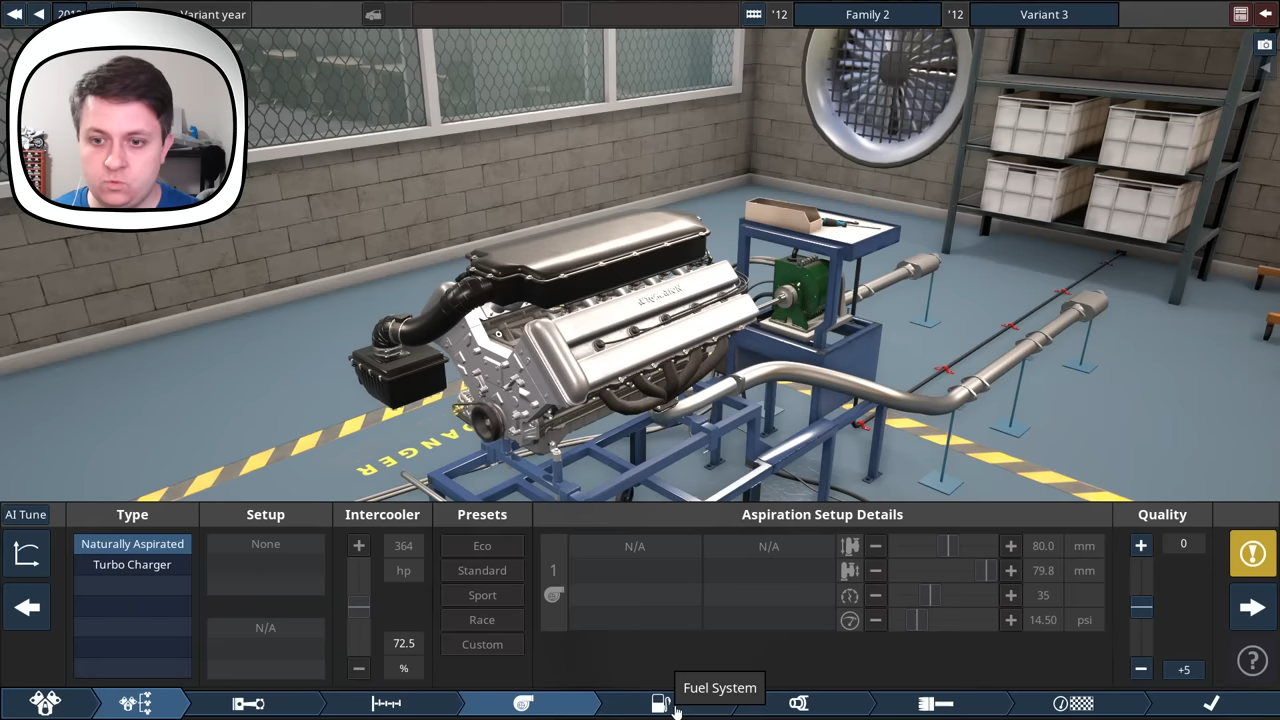 2012
Variant year
'12
Family 2
'12
Variant 3
DANGER
AI Tune
Type
Setup
Intercooler
Presets
Aspiration Setup Details
Quality
Naturally Aspirated
Turbo Charger
None
N/A
364
hp
72.5
%
Eco
Standard
Sport
Race
Custom
1
N/A
N/A
80.0 mm
79.8 mm
35
14.50 psi
0
+5
Fuel System